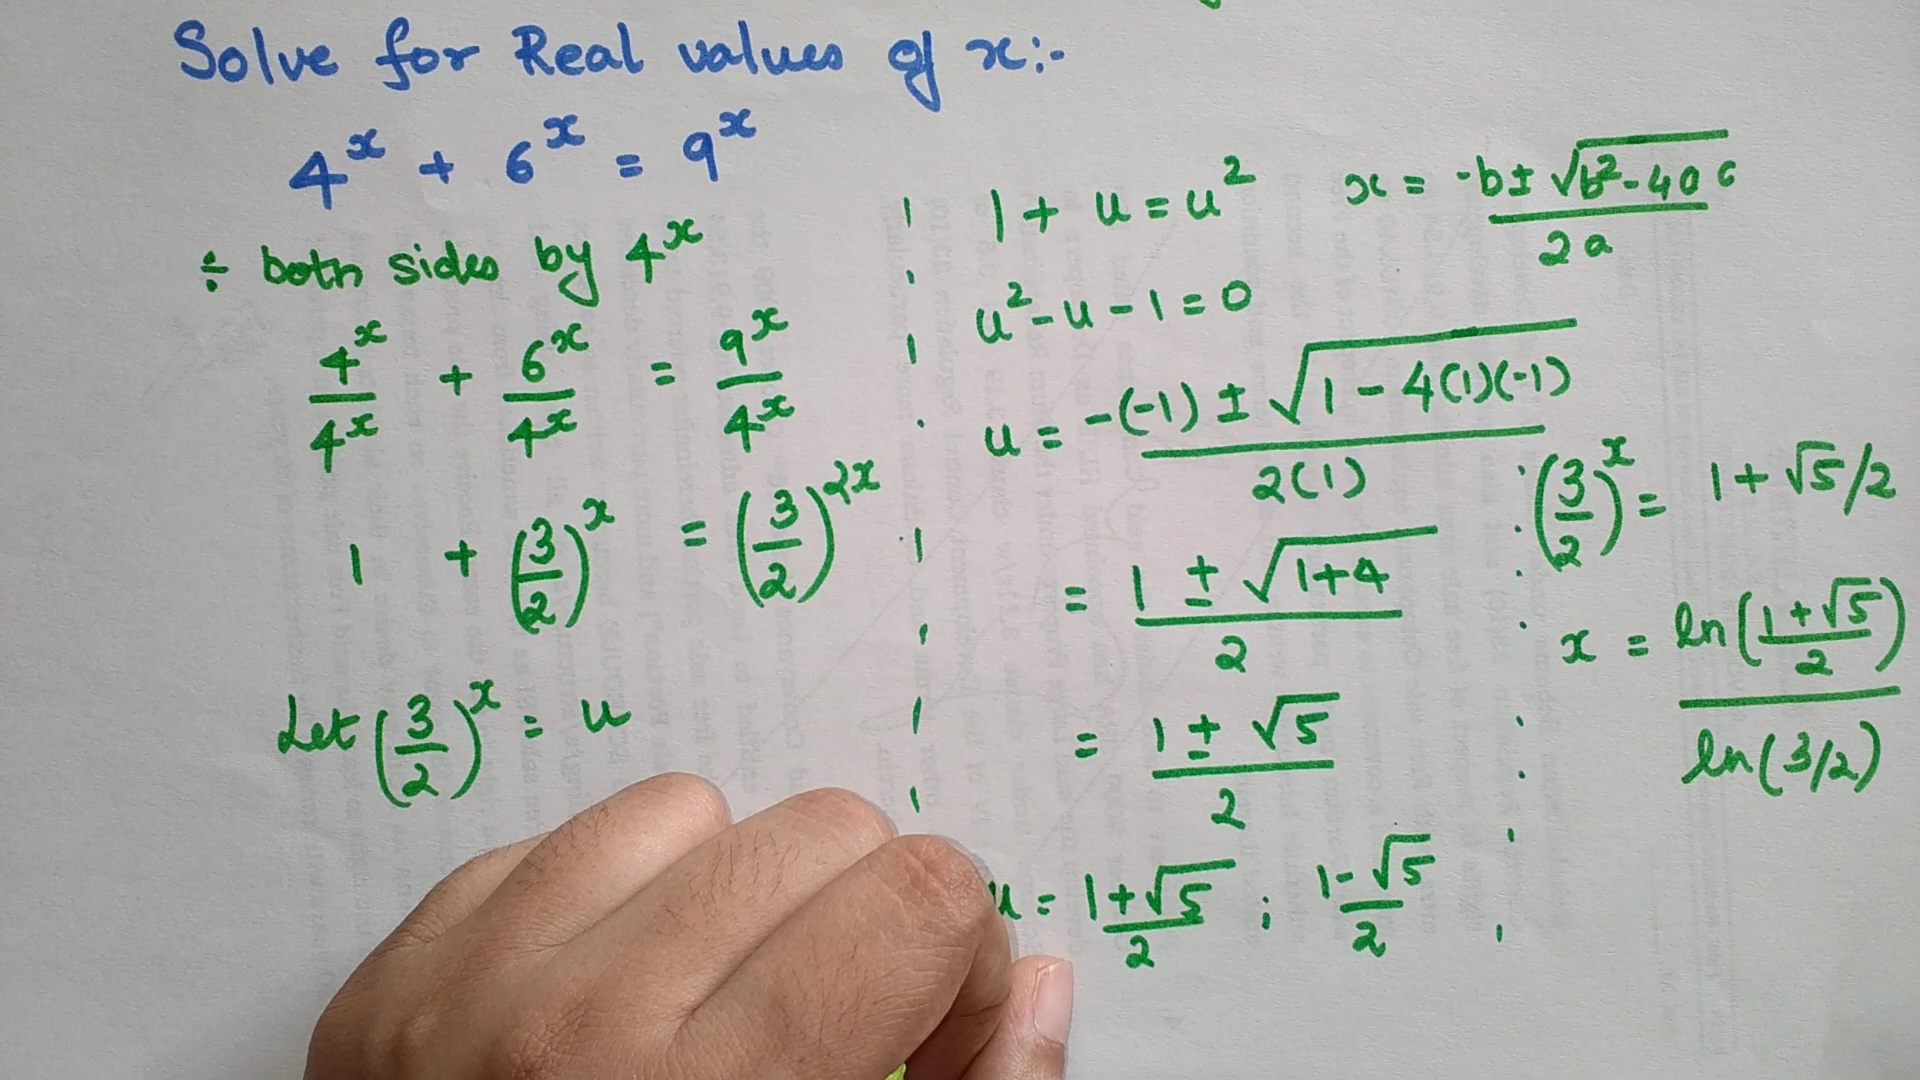 Solve for Real values of x:-
4^x + 6^x = 9^x
÷ both sides by 4^x
4^x/4^x + 6^x/4^x = 9^x/4^x
1 + (3/2)^x = (3/2)^2x
Let (3/2)^x = u
1 + u = u^2
x = -b ± √b^2-4ac / 2a
u^2 - u - 1 = 0
u = -(-1) ± √1 - 4(1)(-1) / 2(1)
= 1 ± √1+4 / 2
= 1 ± √5 / 2
u = 1+√5/2 ; 1-√5/2
(3/2)^x = 1 + √5/2
x = ln(1+√5/2) / ln(3/2)